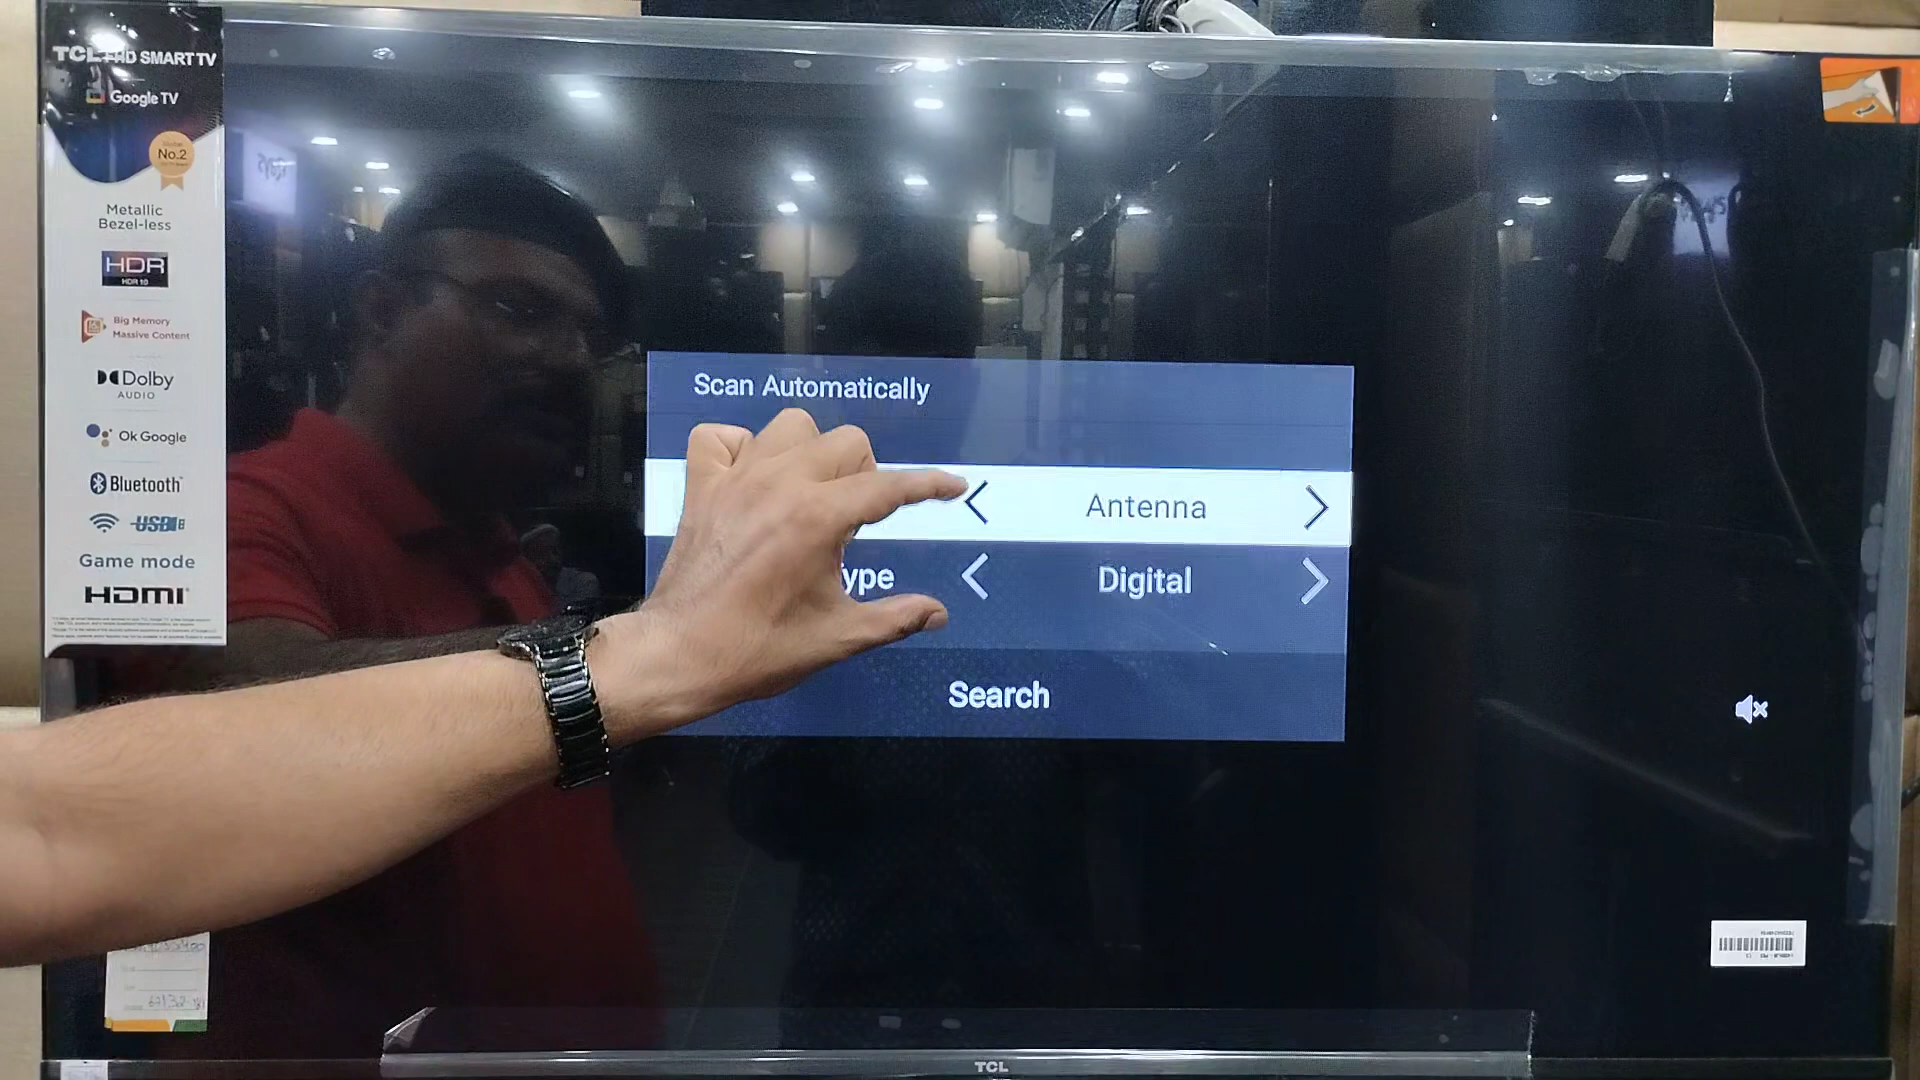 TCL FHD SMART TV
Google TV
No.2
Metallic
Bezel-less
HDR
HDR 10
Big Memory
Massive Content
Dolby
AUDIO
Ok Google
Bluetooth
USB
Game mode
HDMI
Scan Automatically
Antenna
ype
Digital
Search
TCL